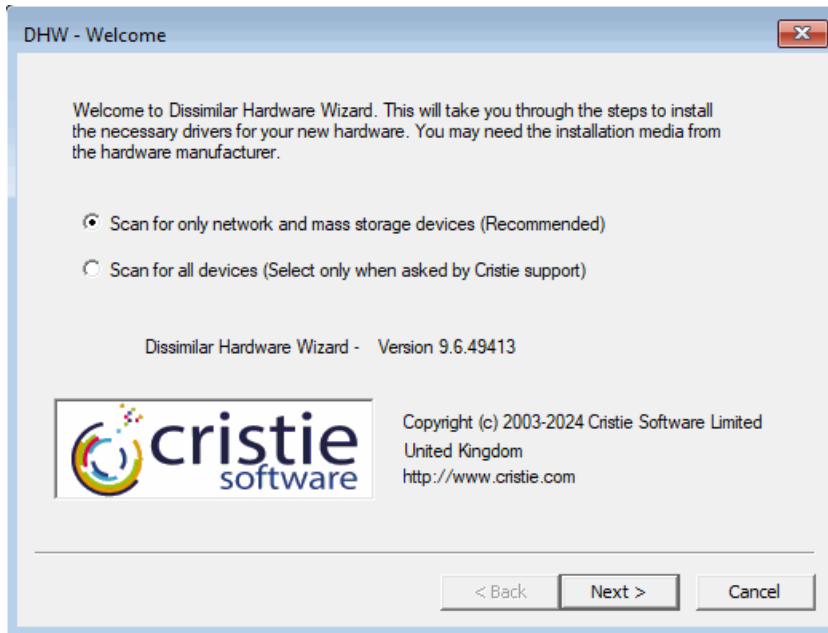 DHW - Welcome
Welcome to Dissimilar Hardware Wizard. This will take you through the steps to install
the necessary drivers for your new hardware. You may need the installation media from
the hardware manufacturer.
Scan for only network and mass storage devices (Recommended)
Scan for all devices (Select only when asked by Cristie support)
Dissimilar Hardware Wizard - Version 9.6.49413
cristie
software
Copyright (c) 2003-2024 Cristie Software Limited
United Kingdom
http://www.cristie.com
< Back
Next >
Cancel